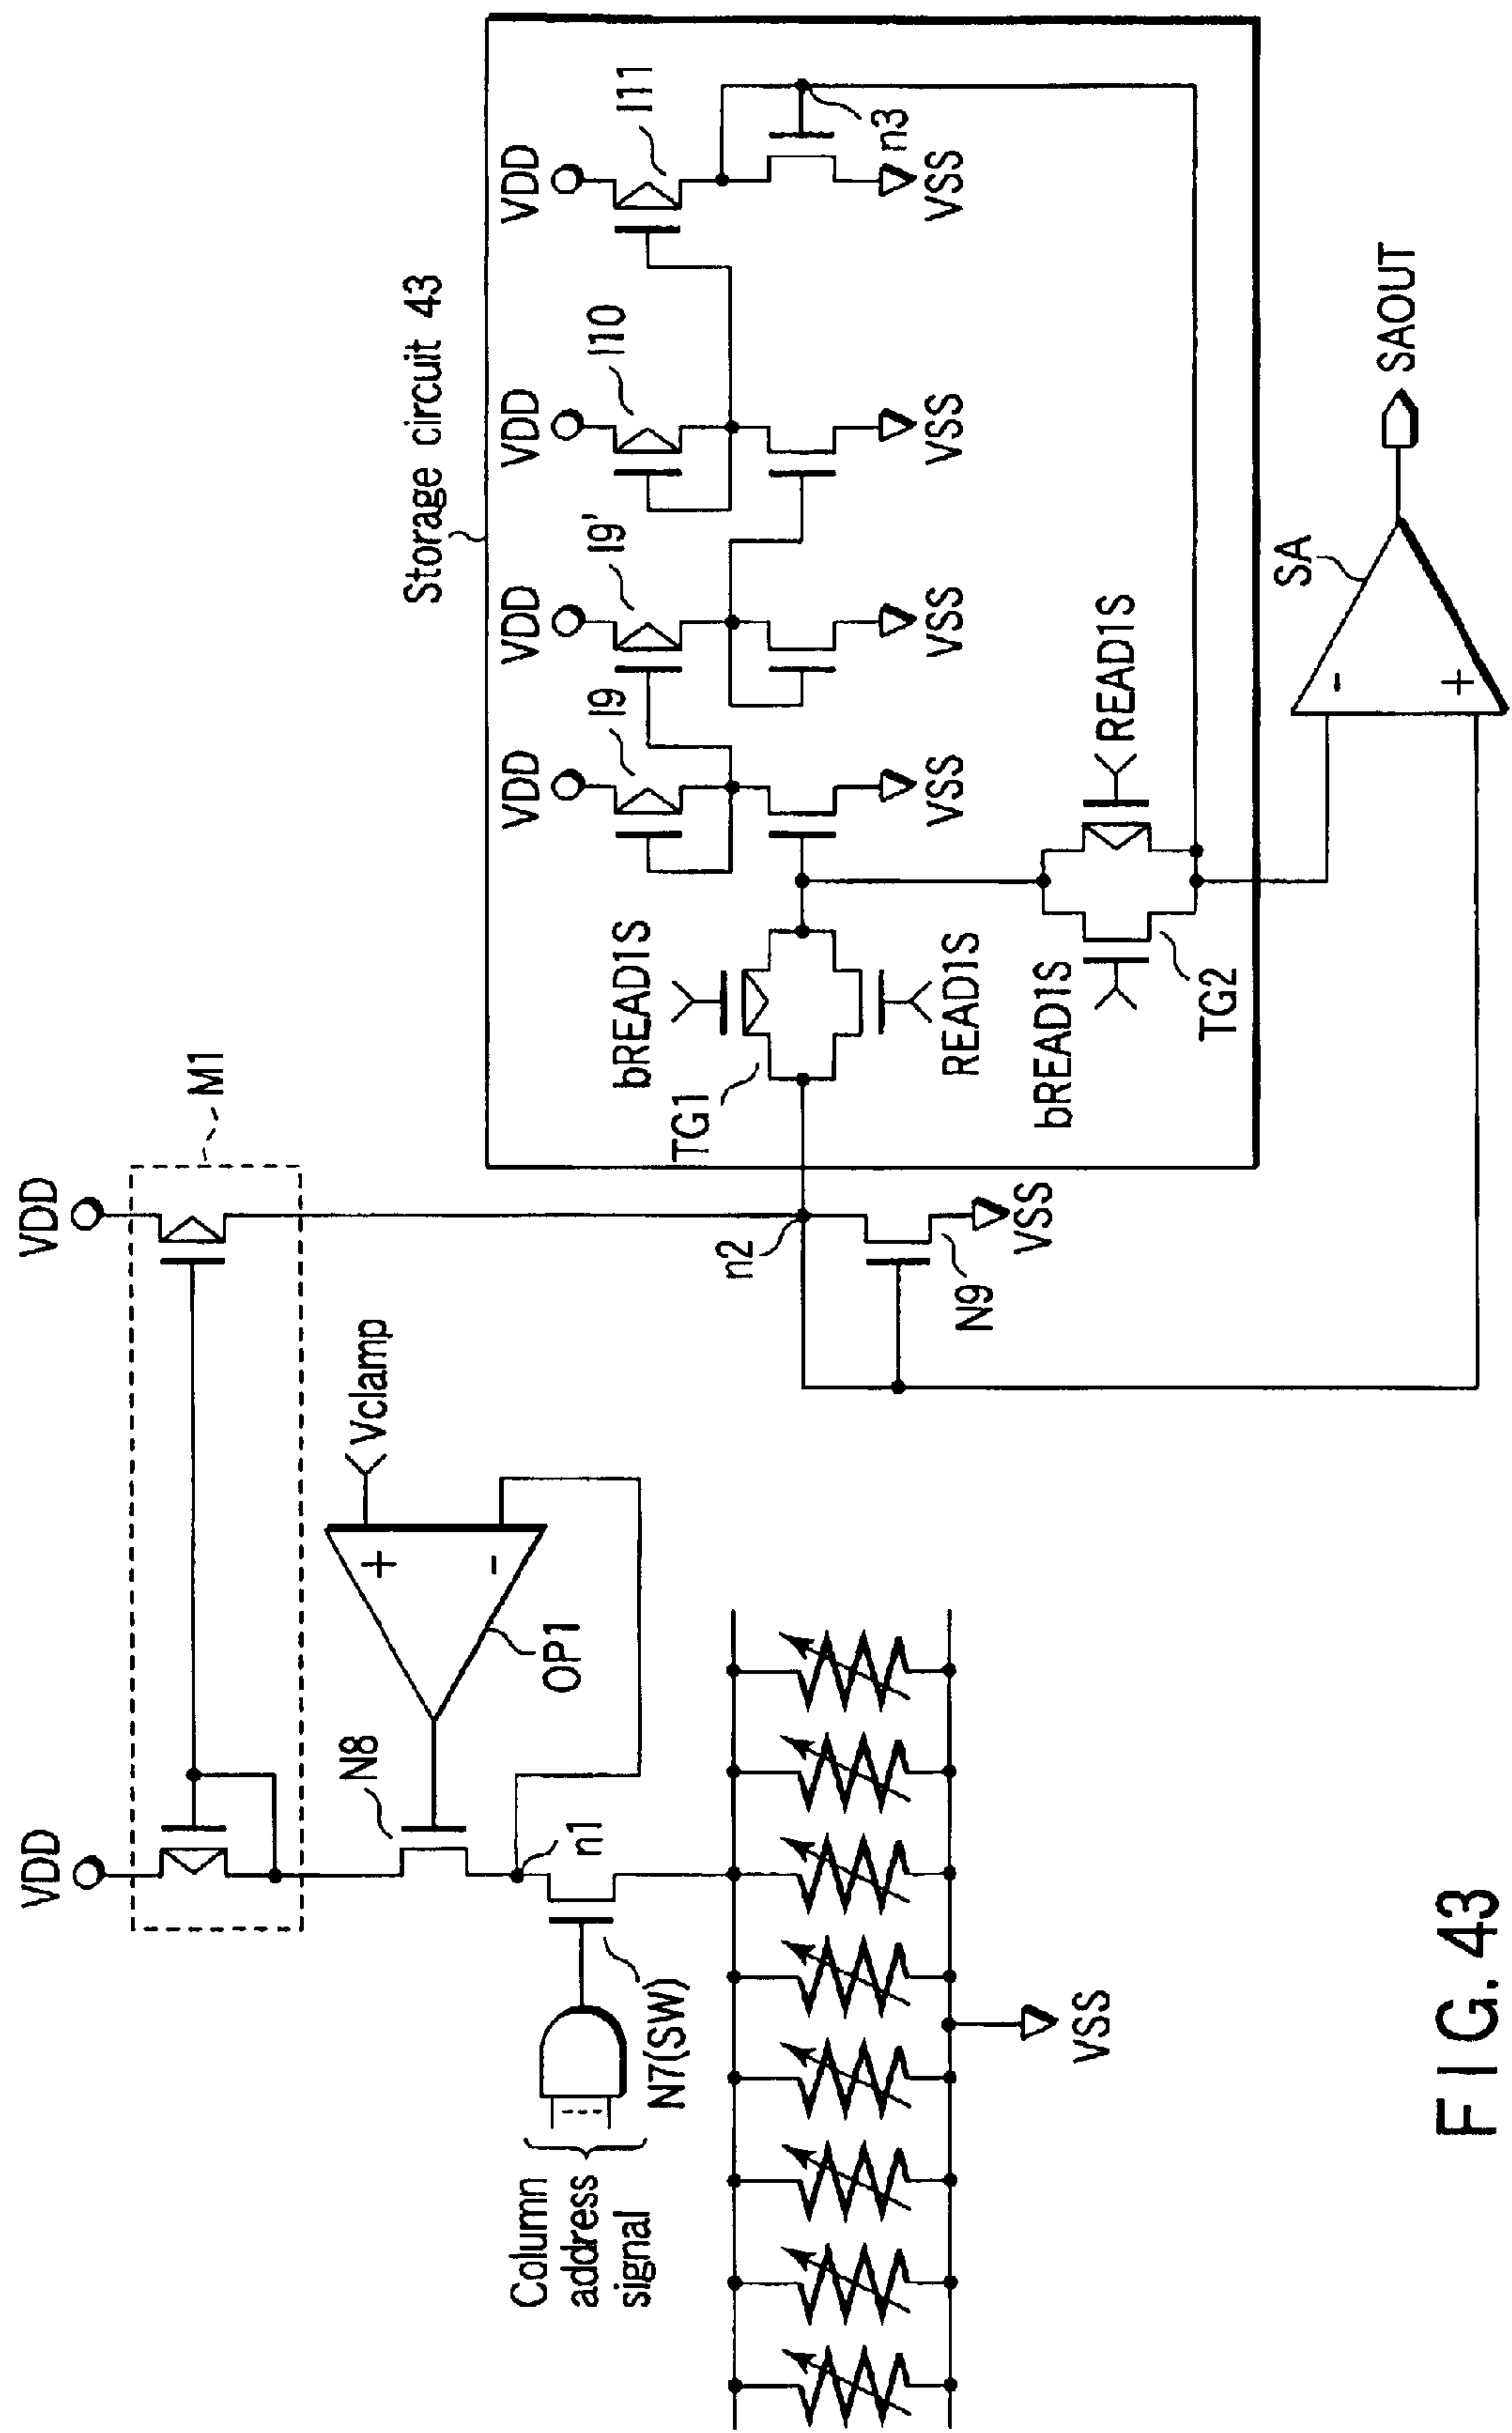 VDD
VDD
M1
Storage circuit 43
VDD
VDD
VDD
VDD
I9
I9'
I10
I11
n3
VSS
VSS
VSS
VSS
N8
Vclamp
+
-
OP1
n1
n2
N9
VSS
bREAD1S
TG1
READ1S
bREAD1S
READ1S
TG2
Column
address
signal
N7(SW)
VSS
SA
-
+
SAOUT
FIG. 43